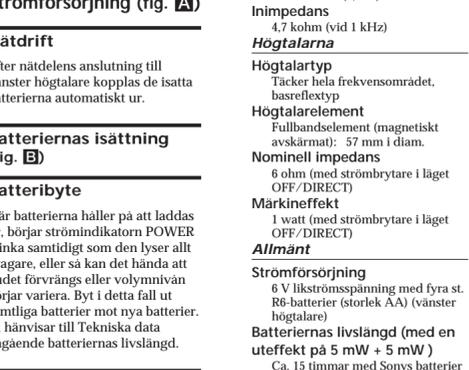 strömförsörjning (fig. A)
Nätdrift
Efter nätdelens anslutning till
vänster högtalare kopplas de isatta
batterierna automatiskt ur.
Batteriernas isättning
(fig. B)
Batteribyte
När batterierna håller på att laddas
ur, börjar strömindikatorn POWER
blinka samtidigt som den lyser allt
svagare, eller så kan det hända att
ljudet förvrängs eller volymnivån
börjar variera. Byt i detta fall ut
samtliga batterier mot nya batterier.
hänvisar till Tekniska data
angående batteriernas livslängd.
Inimpedans
4,7 kohm (vid 1 kHz)
Högtalarna
Högtalartyp
Täcker hela frekvensområdet,
basreflextyp
Högtalarelement
Fullbandselement (magnetiskt
avskärmat): 57 mm i diam.
Nominell impedans
6 ohm (med strömbrytare i läget
OFF/DIRECT)
Märkineffekt
1 watt (med strömbrytare i läget
OFF/DIRECT)
Allmänt
Strömförsörjning
6 V likströmsspänning med fyra st.
R6-batterier (storlek AA) (vänster
högtalare)
Batteriernas livslängd (med en
uteffekt på 5 mW + 5 mW )
Ca. 15 timmar med Sonys batterier